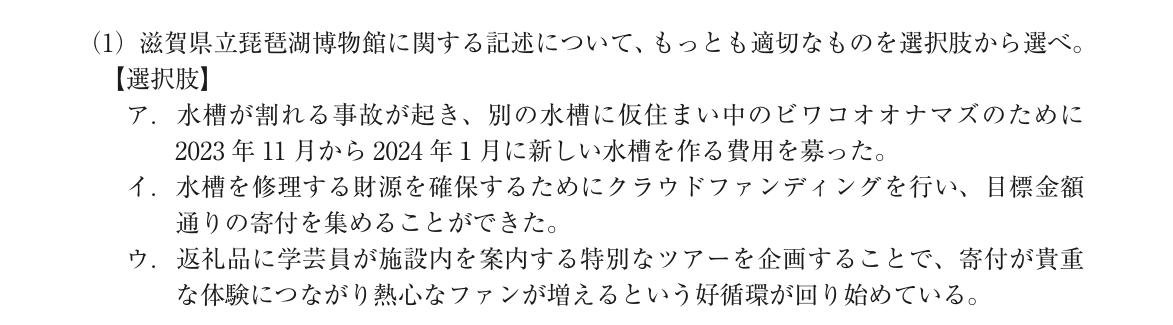 (1) 滋賀県立琵琶湖博物館に関する記述について、もっとも適切なものを選択肢から選べ。
【選択肢】
ア. 水槽が割れる事故が起き、別の水槽に仮住まい中のビワコオオナマズのために
2023 年 11 月から 2024 年 1 月に新しい水槽を作る費用を募った。
イ. 水槽を修理する財源を確保するためにクラウドファンディングを行い、目標金額
通りの寄付を集めることができた。
ウ. 返礼品に学芸員が施設内を案内する特別なツアーを企画することで、寄付が貴重
な体験につながり熱心なファンが増えるという好循環が回り始めている。